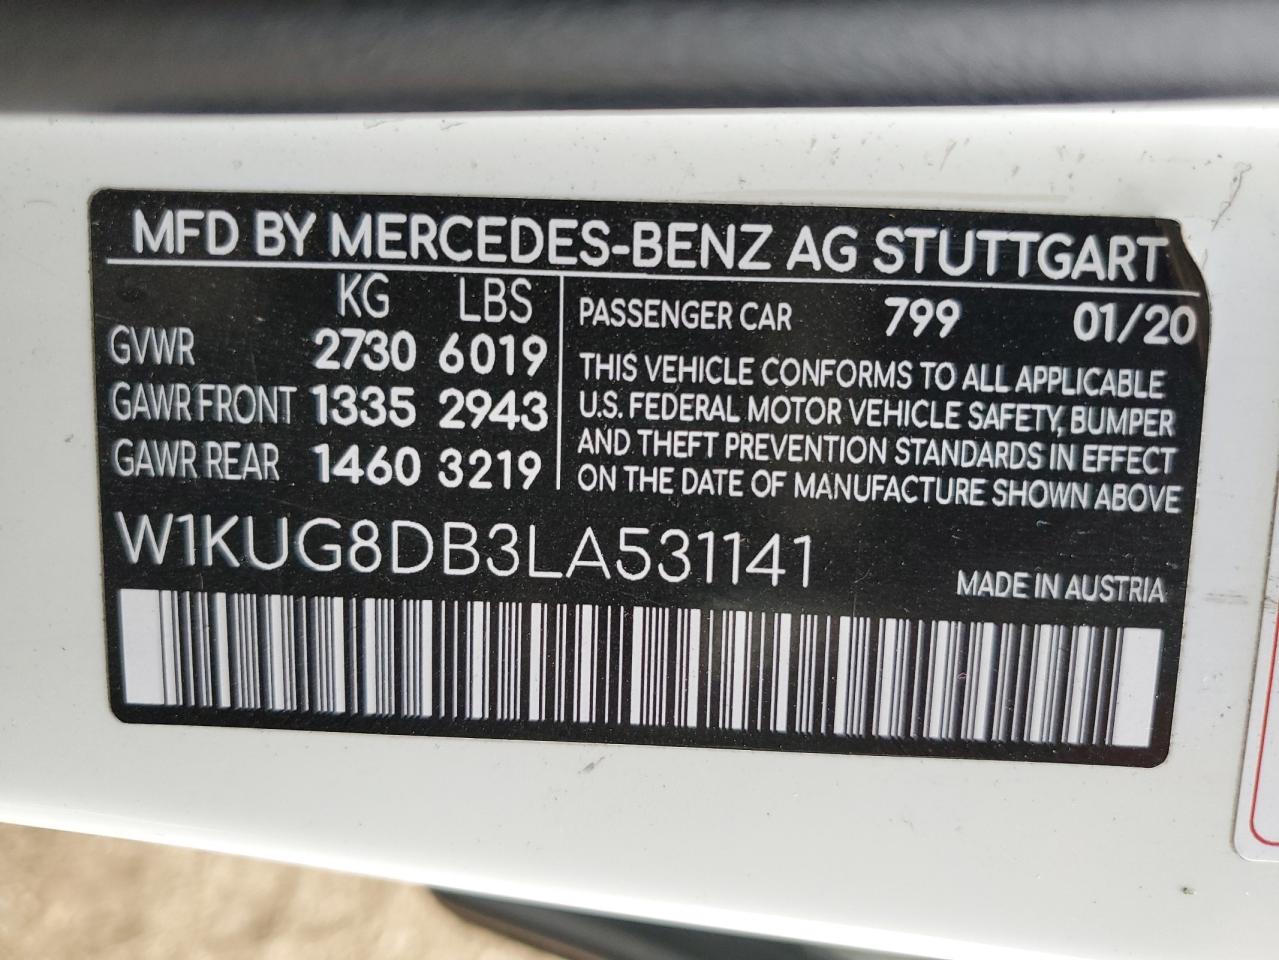 MFD BY MERCEDES-BENZ AG STUTTGART
KG LBS
GVWR 2730 6019
GAWR FRONT 1335 2943
GAWR REAR 1460 3219
PASSENGER CAR 799 01/20
THIS VEHICLE CONFORMS TO ALL APPLICABLE
U.S. FEDERAL MOTOR VEHICLE SAFETY, BUMPER
AND THEFT PREVENTION STANDARDS IN EFFECT
ON THE DATE OF MANUFACTURE SHOWN ABOVE
W1KUG8DB3LA531141
MADE IN AUSTRIA